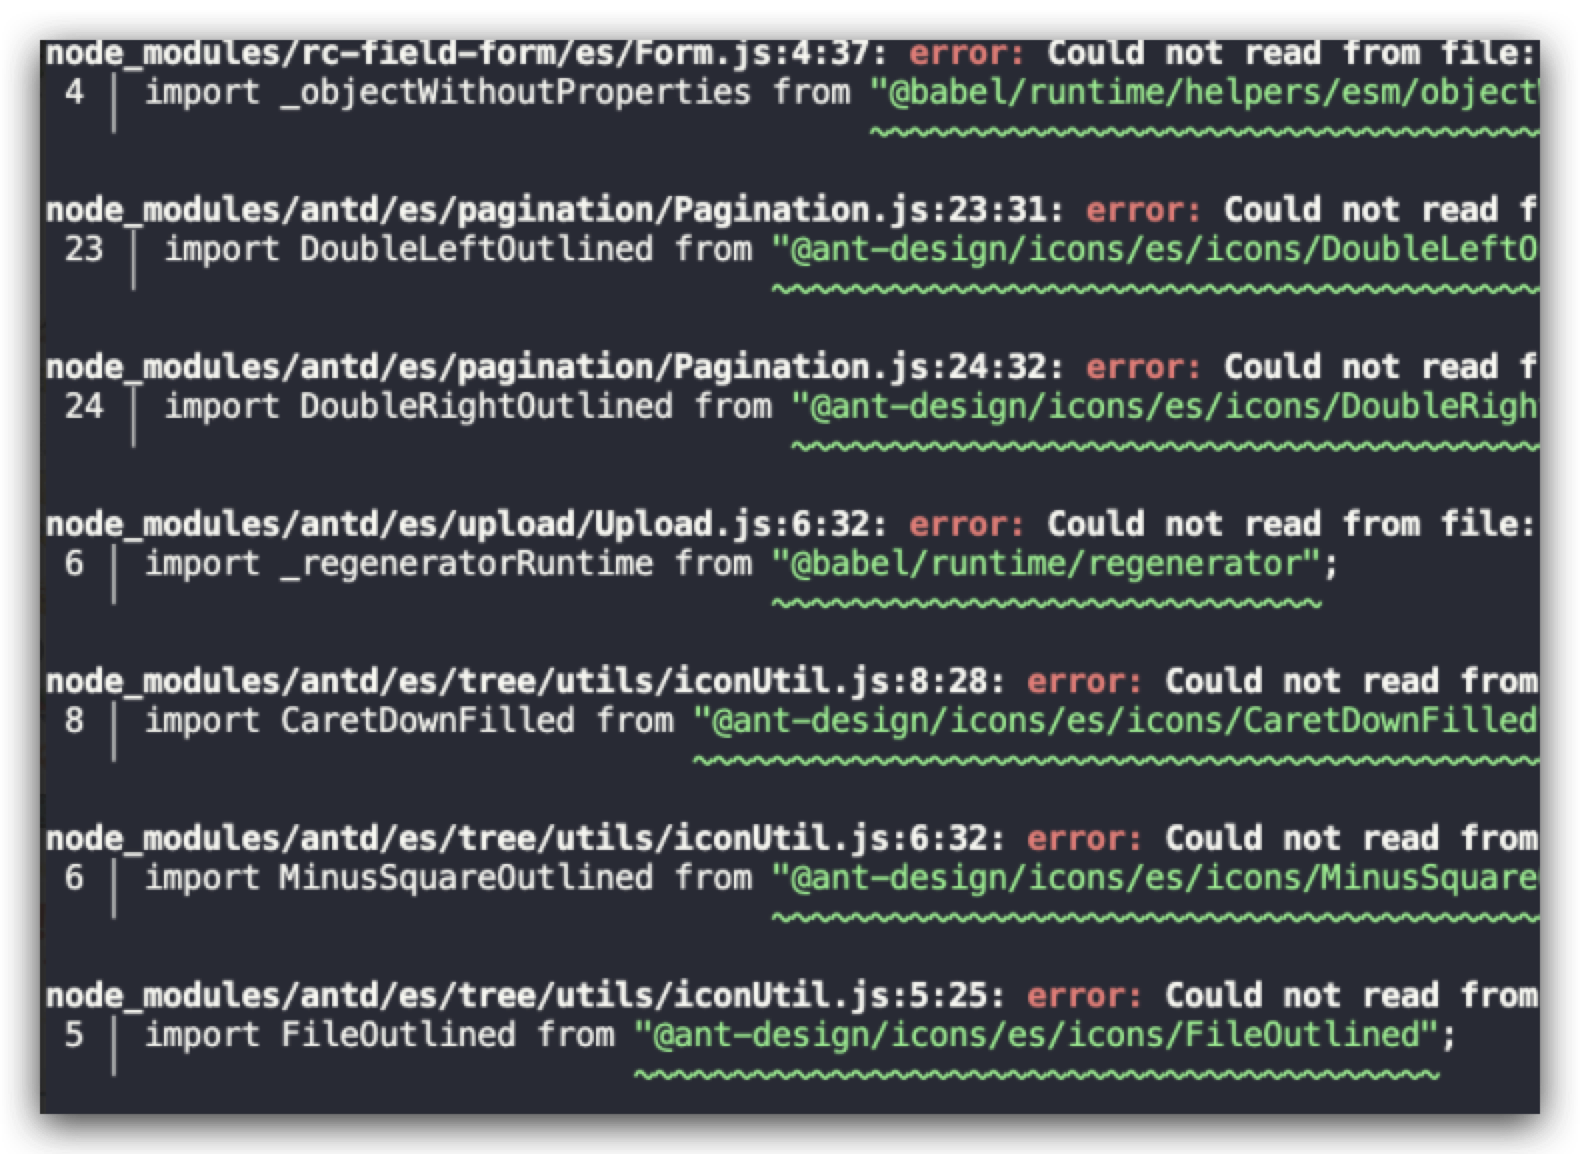 node_modules/rc-field-form/es/Form.js:4:37: error: Could not read from file:
4 │ import _objectWithoutProperties from "@babel/runtime/helpers/esm/object
node_modules/antd/es/pagination/Pagination.js:23:31: error: Could not read f
23 │ import DoubleLeftOutlined from "@ant-design/icons/es/icons/DoubleLeftO
node_modules/antd/es/pagination/Pagination.js:24:32: error: Could not read f
24 │ import DoubleRightOutlined from "@ant-design/icons/es/icons/DoubleRigh
node_modules/antd/es/upload/Upload.js:6:32: error: Could not read from file:
6 │ import _regeneratorRuntime from "@babel/runtime/regenerator";
node_modules/antd/es/tree/utils/iconUtil.js:8:28: error: Could not read from
8 │ import CaretDownFilled from "@ant-design/icons/es/icons/CaretDownFilled
node_modules/antd/es/tree/utils/iconUtil.js:6:32: error: Could not read from
6 │ import MinusSquareOutlined from "@ant-design/icons/es/icons/MinusSquare
node_modules/antd/es/tree/utils/iconUtil.js:5:25: error: Could not read from
5 │ import FileOutlined from "@ant-design/icons/es/icons/FileOutlined";